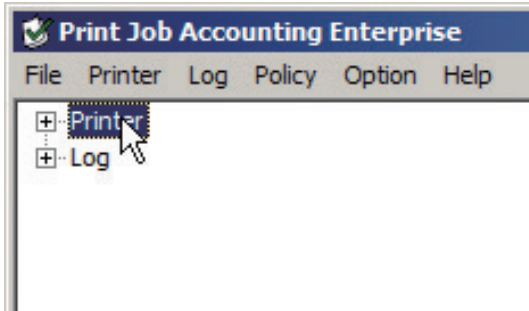 Print Job Accounting Enterprise
File Printer Log Policy Option Help
Printer
Log